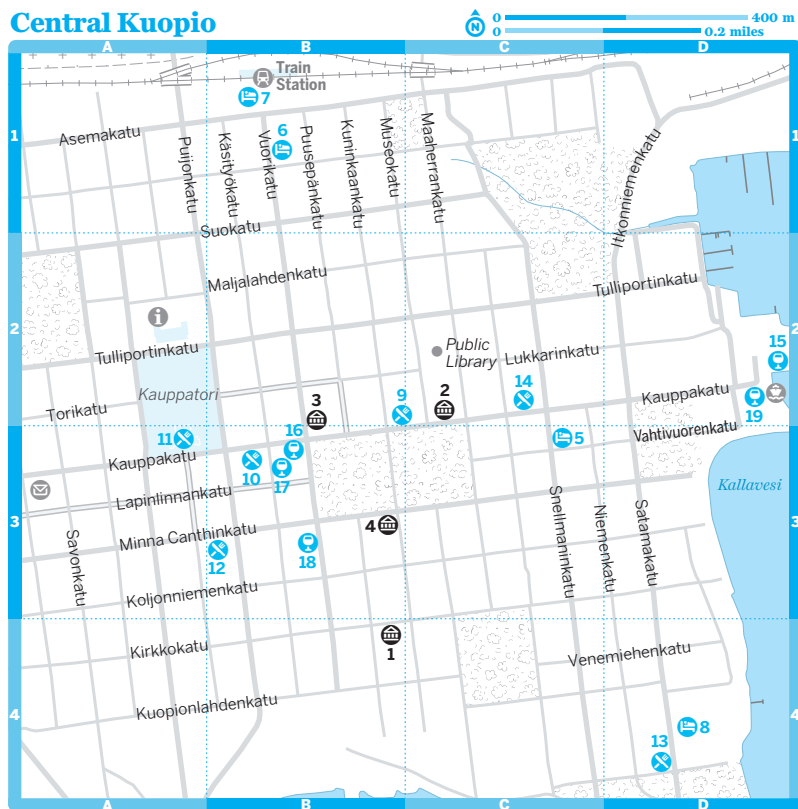 Central Kuopio
N
0
400 m
0
0.2 miles
A
B
C
D
Train
Station
7
6
1
1
Asemakatu
Puijonkatu
Käsityökatu
Vuorikatu
Puusepänkatu
Kuninkaankatu
Museokatu
Maaherrankatu
Itkonniemenkatu
Suokatu
Maljalahdenkatu
Tulliportinkatu
i
2
2
Tulliportinkatu
Public
Library
Lukkarinkatu
15
Kauppatori
Torikatu
3
9
2
14
Kauppakatu
19
11
16
5
Vahtivuorenkatu
Kauppakatu
10
17
Lapinlinnankatu
Kallavesi
3
3
Savonkatu
Minna Canthinkatu
4
Snellmaninkatu
Niemenkatu
Satamakatu
12
18
Koljonniemenkatu
Kirkkokatu
1
Venemiehenkatu
Kuopionlahdenkatu
4
4
8
13
A
B
C
D